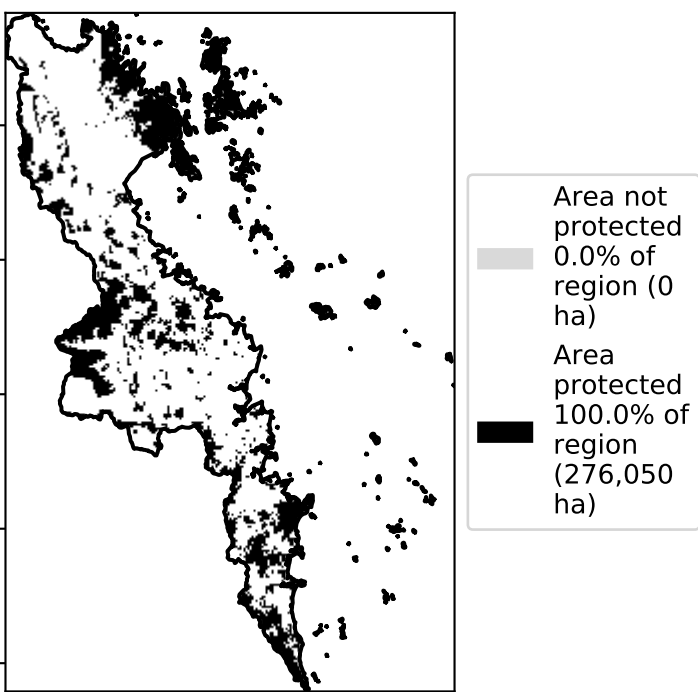 Area not
protected
0.0% of
region (0
ha)
Area
protected
100.0% of
region
(276,050
ha)